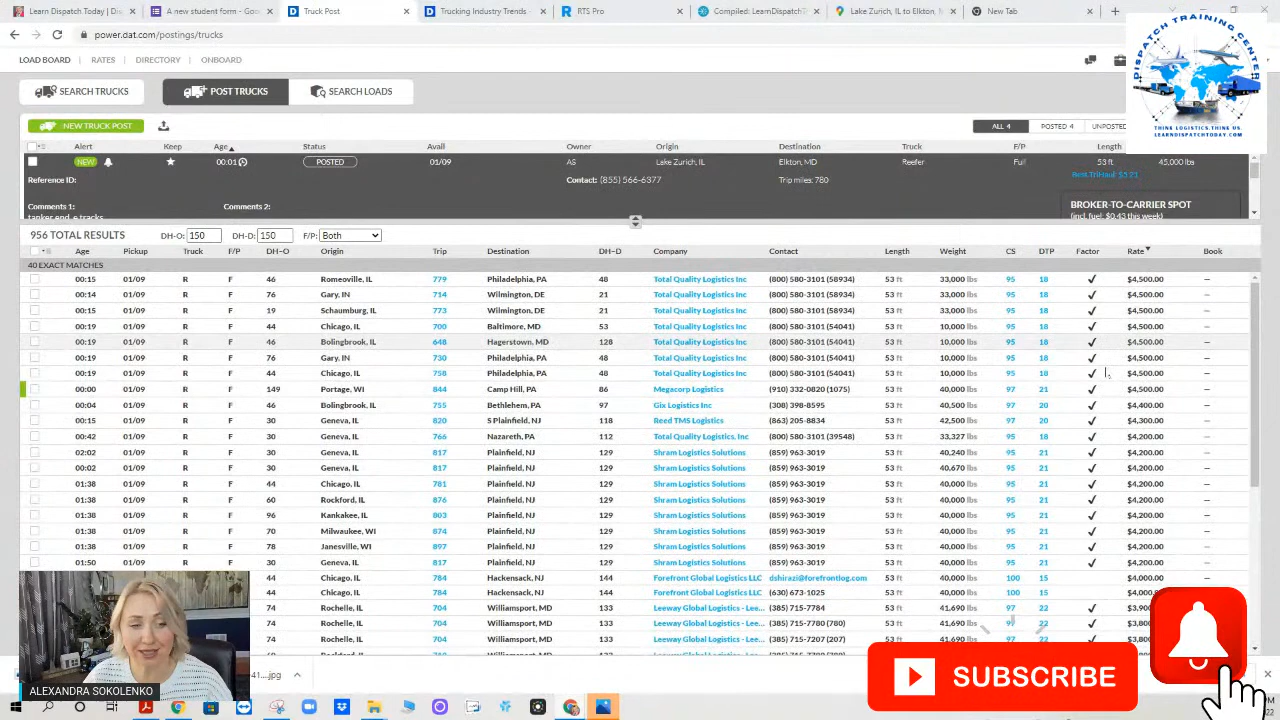 Learn Dispatch Today | Disp
A new student form - Goo
Truck Post
Trucking Industry Trends
RTS Pro
Compiled: LearnDispatchTo
Lake Zurich, IL to Elkton, M
New Tab
power.dat.com/postings/trucks
LOAD BOARD RATES DIRECTORY ONBOARD
DISPATCH TRAINING CENTER
THINK LOGISTICS.THINK US.
LEARNDISPATCHTODAY.COM
SEARCH TRUCKS POST TRUCKS SEARCH LOADS
NEW TRUCK POST ALL 4 POSTED 4 UNPOSTED
Alert Keep Age Status Avail Owner Origin Destination Truck F/P Length
NEW 00:01 POSTED 01/09 AS Lake Zurich, IL Elkton, MD Reefer Full 53 ft 45,000 lbs
Best TriHaul: $5.21
Reference ID: Contact: (855) 566-6377 Trip miles: 780
Comments 1: Comments 2: BROKER-TO-CARRIER SPOT
tanker end, e tracks (incl. fuel: $0.43 this week)
956 TOTAL RESULTS DH-O: 150 DH-D: 150 F/P: Both
Age Pickup Truck F/P DH-O Origin Trip Destination DH-D Company Contact Length Weight CS DTP Factor Rate Book
40 EXACT MATCHES
00:15 01/09 R F 46 Romeoville, IL 779 Philadelphia, PA 48 Total Quality Logistics Inc (800) 580-3101 (58934) 53 ft 33,000 lbs 95 18 ✓ $4,500.00 —
00:14 01/09 R F 76 Gary, IN 714 Wilmington, DE 21 Total Quality Logistics Inc (800) 580-3101 (58934) 53 ft 33,000 lbs 95 18 ✓ $4,500.00 —
00:15 01/09 R F 19 Schaumburg, IL 773 Wilmington, DE 21 Total Quality Logistics Inc (800) 580-3101 (58934) 53 ft 33,000 lbs 95 18 ✓ $4,500.00 —
00:19 01/09 R F 44 Chicago, IL 700 Baltimore, MD 53 Total Quality Logistics Inc (800) 580-3101 (54041) 53 ft 10,000 lbs 95 18 ✓ $4,500.00 —
00:19 01/09 R F 46 Bolingbrook, IL 648 Hagerstown, MD 128 Total Quality Logistics Inc (800) 580-3101 (54041) 53 ft 10,000 lbs 95 18 ✓ $4,500.00 —
00:19 01/09 R F 76 Gary, IN 730 Philadelphia, PA 48 Total Quality Logistics Inc (800) 580-3101 (54041) 53 ft 10,000 lbs 95 18 ✓ $4,500.00 —
00:19 01/09 R F 44 Chicago, IL 758 Philadelphia, PA 48 Total Quality Logistics Inc (800) 580-3101 (54041) 53 ft 10,000 lbs 95 18 ✓ $4,500.00 —
00:00 01/09 R F 149 Portage, WI 844 Camp Hill, PA 86 Megacorp Logistics (910) 332-0820 (1075) 53 ft 40,000 lbs 97 21 ✓ $4,500.00 —
00:04 01/09 R F 46 Bolingbrook, IL 755 Bethlehem, PA 97 Gix Logistics Inc (308) 398-8595 53 ft 40,500 lbs 97 20 ✓ $4,400.00 —
00:15 01/09 R F 30 Geneva, IL 820 S Plainfield, NJ 118 Reed TMS Logistics (863) 205-8834 53 ft 42,500 lbs 97 20 ✓ $4,300.00 —
00:42 01/09 R F 30 Geneva, IL 766 Nazareth, PA 112 Total Quality Logistics, Inc (800) 580-3101 (39548) 53 ft 33,327 lbs 95 18 ✓ $4,200.00 —
02:02 01/09 R F 30 Geneva, IL 817 Plainfield, NJ 129 Shram Logistics Solutions (859) 963-3019 53 ft 40,240 lbs 95 21 ✓ $4,200.00 —
00:02 01/09 R F 30 Geneva, IL 817 Plainfield, NJ 129 Shram Logistics Solutions (859) 963-3019 53 ft 40,670 lbs 95 21 ✓ $4,200.00 —
01:38 01/09 R F 44 Chicago, IL 781 Plainfield, NJ 129 Shram Logistics Solutions (859) 963-3019 53 ft 40,000 lbs 95 21 ✓ $4,200.00 —
01:38 01/09 R F 60 Rockford, IL 876 Plainfield, NJ 129 Shram Logistics Solutions (859) 963-3019 53 ft 40,000 lbs 95 21 ✓ $4,200.00 —
01:38 01/09 R F 96 Kankakee, IL 803 Plainfield, NJ 129 Shram Logistics Solutions (859) 963-3019 53 ft 40,000 lbs 95 21 ✓ $4,200.00 —
01:38 01/09 R F 74 Milwaukee, WI 874 Plainfield, NJ 129 Shram Logistics Solutions (859) 963-3019 53 ft 40,000 lbs 95 21 ✓ $4,200.00 —
01:38 01/09 R F 78 Janesville, WI 897 Plainfield, NJ 129 Shram Logistics Solutions (859) 963-3019 53 ft 40,000 lbs 95 21 ✓ $4,200.00 —
01:50 01/09 R F 30 Geneva, IL 817 Plainfield, NJ 129 Shram Logistics Solutions (859) 963-3019 53 ft 40,000 lbs 95 21 ✓ $4,200.00 —
44 Chicago, IL 784 Hackensack, NJ 144 Forefront Global Logistics LLC dshirazi@forefrontlog.com 53 ft 40,000 lbs 100 15 $4,000.00 —
44 Chicago, IL 784 Hackensack, NJ 144 Forefront Global Logistics LLC (630) 673-1025 53 ft 40,000 lbs 100 15 $4,000.00
74 Rochelle, IL 704 Williamsport, MD 133 Leeway Global Logistics - Lee... (385) 715-7784 53 ft 41,690 lbs 97 22 ✓
74 Rochelle, IL 704 Williamsport, MD 133 Leeway Global Logistics - Lee... (385) 715-7780 (780) 53 ft 41,690 lbs 97 22 ✓
74 Rochelle, IL 704 Williamsport, MD 133 Leeway Global Logistics - Lee... (385) 715-7207 (207) 53 ft 41,690 lbs 97 22 ✓
ALEXANDRA SOKOLENKO
41...jpg
SUBSCRIBE